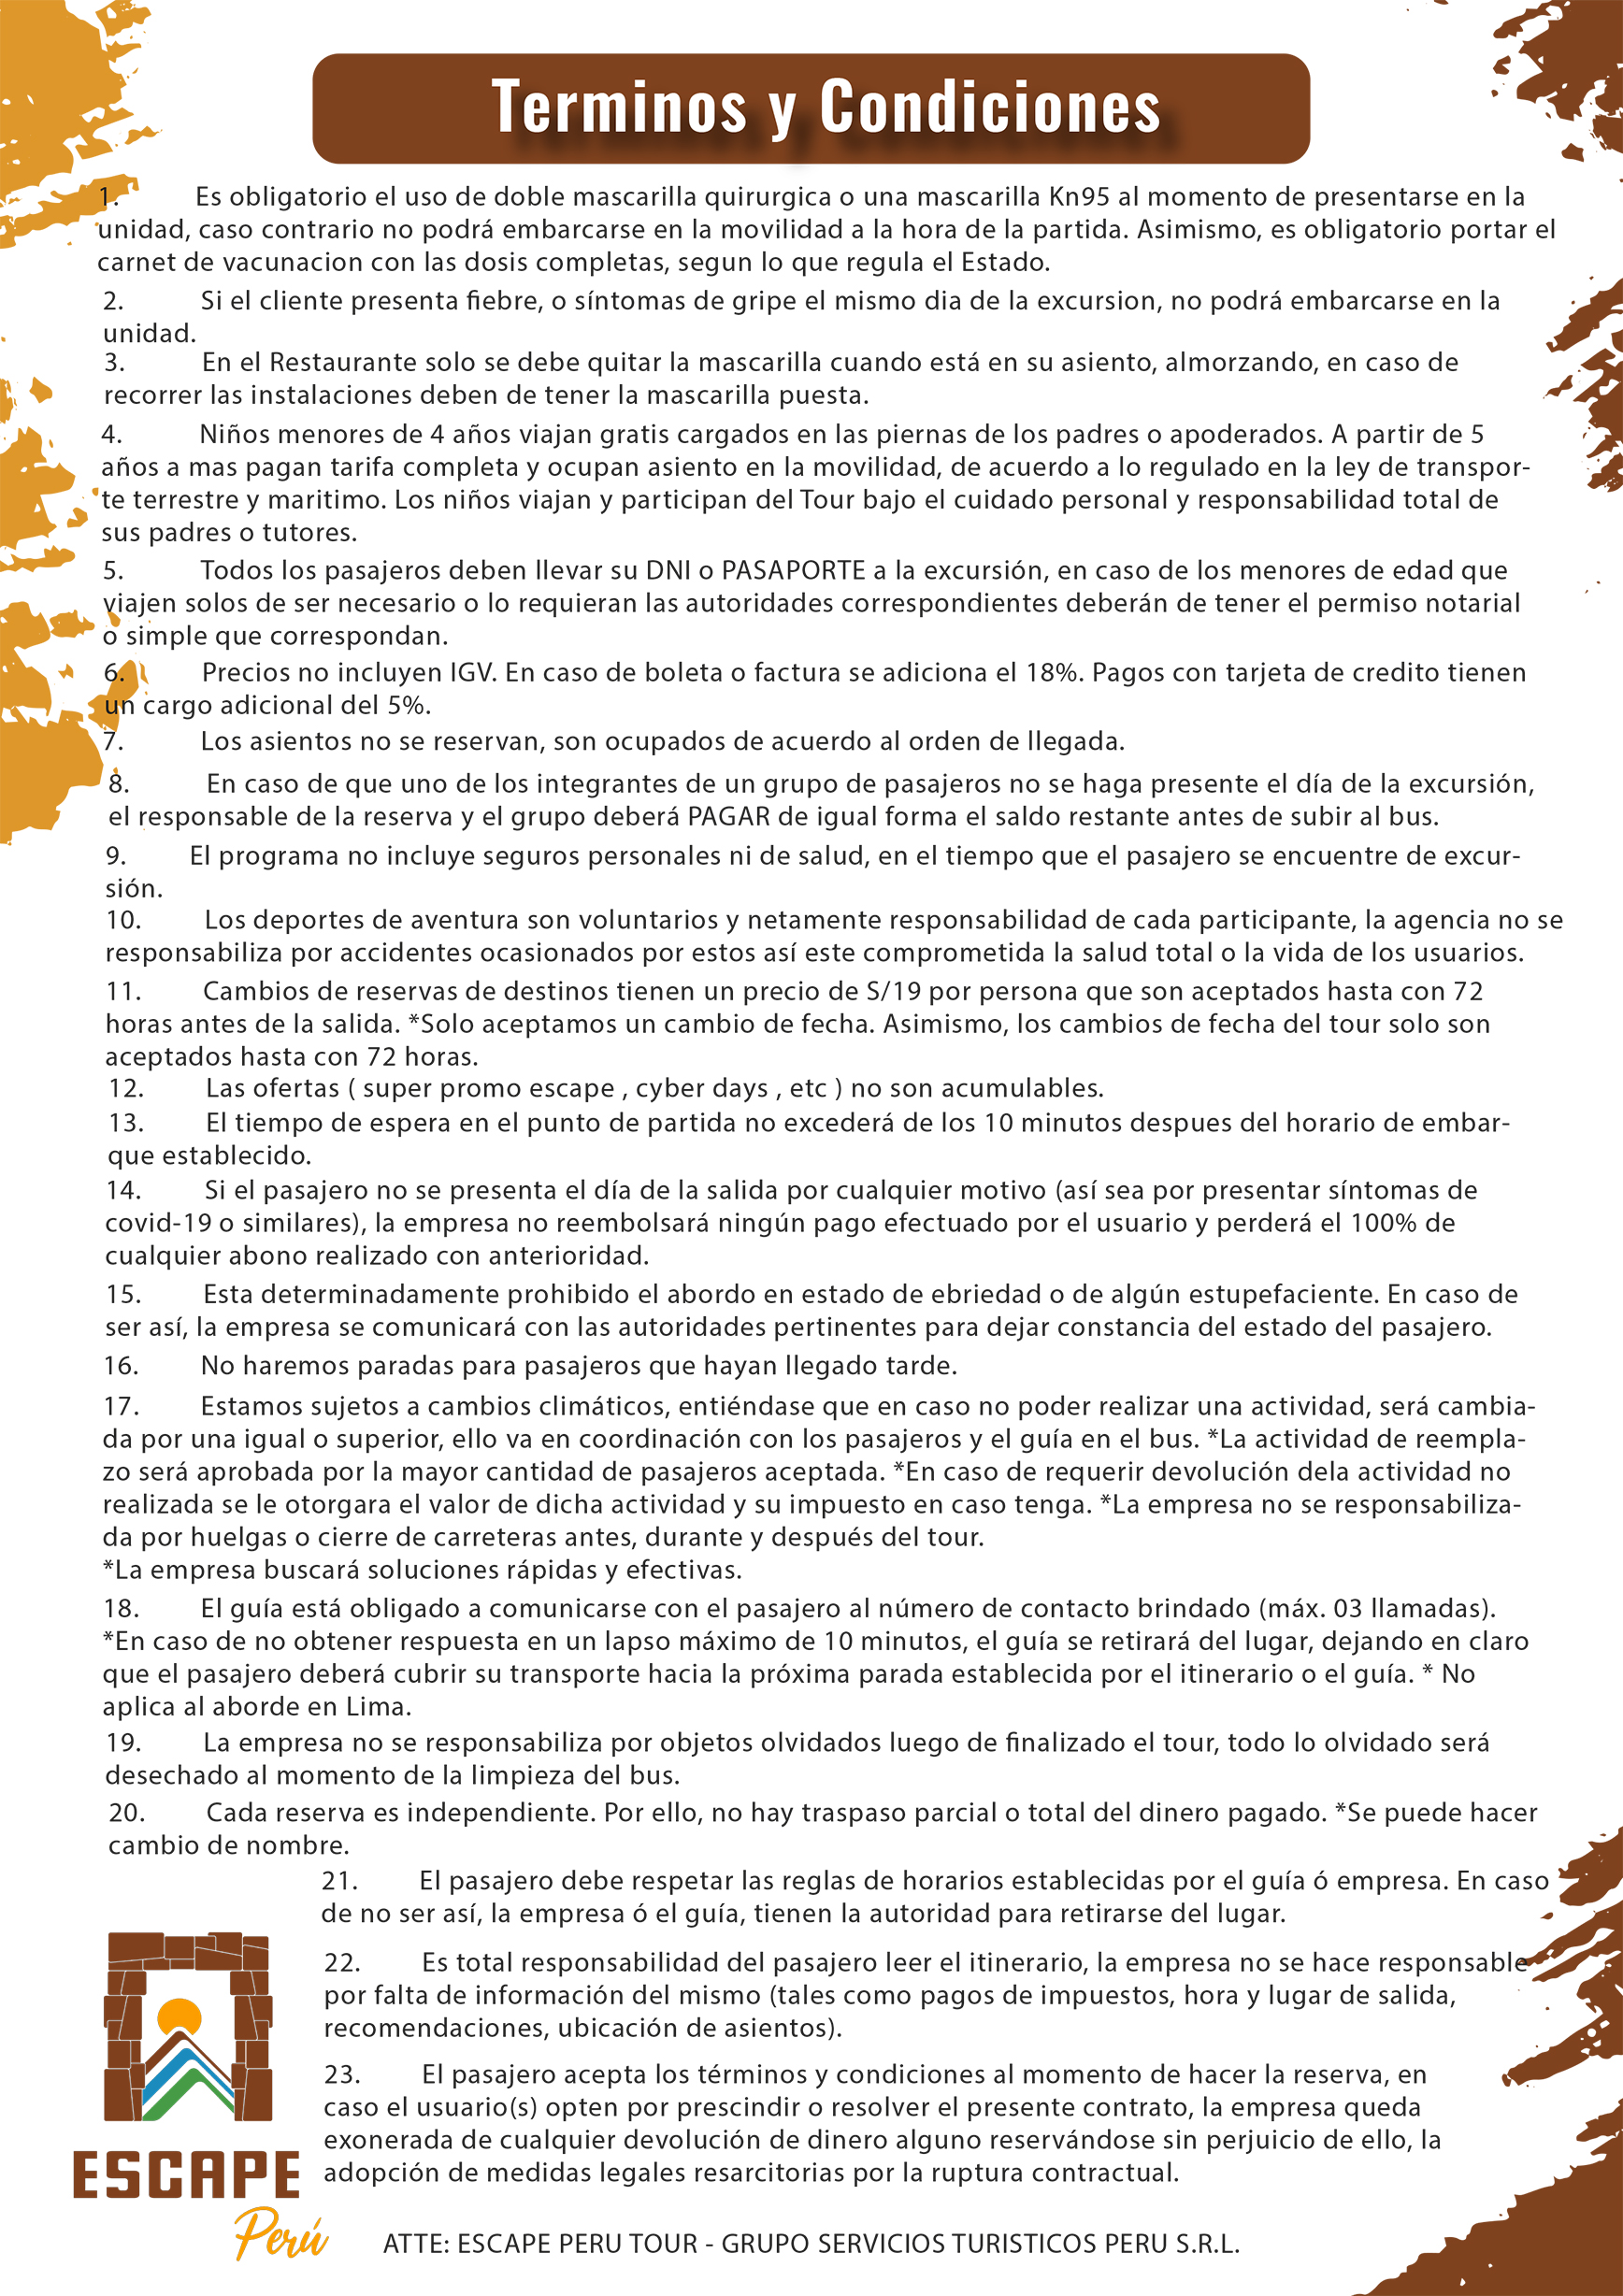 Terminos y Condiciones
1. Es obligatorio el uso de doble mascarilla quirurgica o una mascarilla Kn95 al momento de presentarse en la
unidad, caso contrario no podrá embarcarse en la movilidad a la hora de la partida. Asimismo, es obligatorio portar el
carnet de vacunacion con las dosis completas, segun lo que regula el Estado.
2. Si el cliente presenta fiebre, o síntomas de gripe el mismo dia de la excursion, no podrá embarcarse en la
unidad.
3. En el Restaurante solo se debe quitar la mascarilla cuando está en su asiento, almorzando, en caso de
recorrer las instalaciones deben de tener la mascarilla puesta.
4. Niños menores de 4 años viajan gratis cargados en las piernas de los padres o apoderados. A partir de 5
años a mas pagan tarifa completa y ocupan asiento en la movilidad, de acuerdo a lo regulado en la ley de transpor-
te terrestre y maritimo. Los niños viajan y participan del Tour bajo el cuidado personal y responsabilidad total de
sus padres o tutores.
5. Todos los pasajeros deben llevar su DNI o PASAPORTE a la excursión, en caso de los menores de edad que
viajen solos de ser necesario o lo requieran las autoridades correspondientes deberán de tener el permiso notarial
o simple que correspondan.
6. Precios no incluyen IGV. En caso de boleta o factura se adiciona el 18%. Pagos con tarjeta de credito tienen
un cargo adicional del 5%.
7. Los asientos no se reservan, son ocupados de acuerdo al orden de llegada.
8. En caso de que uno de los integrantes de un grupo de pasajeros no se haga presente el día de la excursión,
el responsable de la reserva y el grupo deberá PAGAR de igual forma el saldo restante antes de subir al bus.
9. El programa no incluye seguros personales ni de salud, en el tiempo que el pasajero se encuentre de excur-
sión.
10. Los deportes de aventura son voluntarios y netamente responsabilidad de cada participante, la agencia no se
responsabiliza por accidentes ocasionados por estos así este comprometida la salud total o la vida de los usuarios.
11. Cambios de reservas de destinos tienen un precio de S/19 por persona que son aceptados hasta con 72
horas antes de la salida. *Solo aceptamos un cambio de fecha. Asimismo, los cambios de fecha del tour solo son
aceptados hasta con 72 horas.
12. Las ofertas ( super promo escape , cyber days , etc ) no son acumulables.
13. El tiempo de espera en el punto de partida no excederá de los 10 minutos despues del horario de embar-
que establecido.
14. Si el pasajero no se presenta el día de la salida por cualquier motivo (así sea por presentar síntomas de
covid-19 o similares), la empresa no reembolsará ningún pago efectuado por el usuario y perderá el 100% de
cualquier abono realizado con anterioridad.
15. Esta determinadamente prohibido el abordo en estado de ebriedad o de algún estupefaciente. En caso de
ser así, la empresa se comunicará con las autoridades pertinentes para dejar constancia del estado del pasajero.
16. No haremos paradas para pasajeros que hayan llegado tarde.
17. Estamos sujetos a cambios climáticos, entiéndase que en caso no poder realizar una actividad, será cambia-
da por una igual o superior, ello va en coordinación con los pasajeros y el guía en el bus. *La actividad de reempla-
zo será aprobada por la mayor cantidad de pasajeros aceptada. *En caso de requerir devolución dela actividad no
realizada se le otorgara el valor de dicha actividad y su impuesto en caso tenga. *La empresa no se responsabiliza-
da por huelgas o cierre de carreteras antes, durante y después del tour.
*La empresa buscará soluciones rápidas y efectivas.
18. El guía está obligado a comunicarse con el pasajero al número de contacto brindado (máx. 03 llamadas).
*En caso de no obtener respuesta en un lapso máximo de 10 minutos, el guía se retirará del lugar, dejando en claro
que el pasajero deberá cubrir su transporte hacia la próxima parada establecida por el itinerario o el guía. * No
aplica al aborde en Lima.
19. La empresa no se responsabiliza por objetos olvidados luego de finalizado el tour, todo lo olvidado será
desechado al momento de la limpieza del bus.
20. Cada reserva es independiente. Por ello, no hay traspaso parcial o total del dinero pagado. *Se puede hacer
cambio de nombre.
21. El pasajero debe respetar las reglas de horarios establecidas por el guía ó empresa. En caso
de no ser así, la empresa ó el guía, tienen la autoridad para retirarse del lugar.
22. Es total responsabilidad del pasajero leer el itinerario, la empresa no se hace responsable
por falta de información del mismo (tales como pagos de impuestos, hora y lugar de salida,
recomendaciones, ubicación de asientos).
23. El pasajero acepta los términos y condiciones al momento de hacer la reserva, en
caso el usuario(s) opten por prescindir o resolver el presente contrato, la empresa queda
exonerada de cualquier devolución de dinero alguno reservándose sin perjuicio de ello, la
adopción de medidas legales resarcitorias por la ruptura contractual.
ESCAPE
Perú
ATTE: ESCAPE PERU TOUR - GRUPO SERVICIOS TURISTICOS PERU S.R.L.